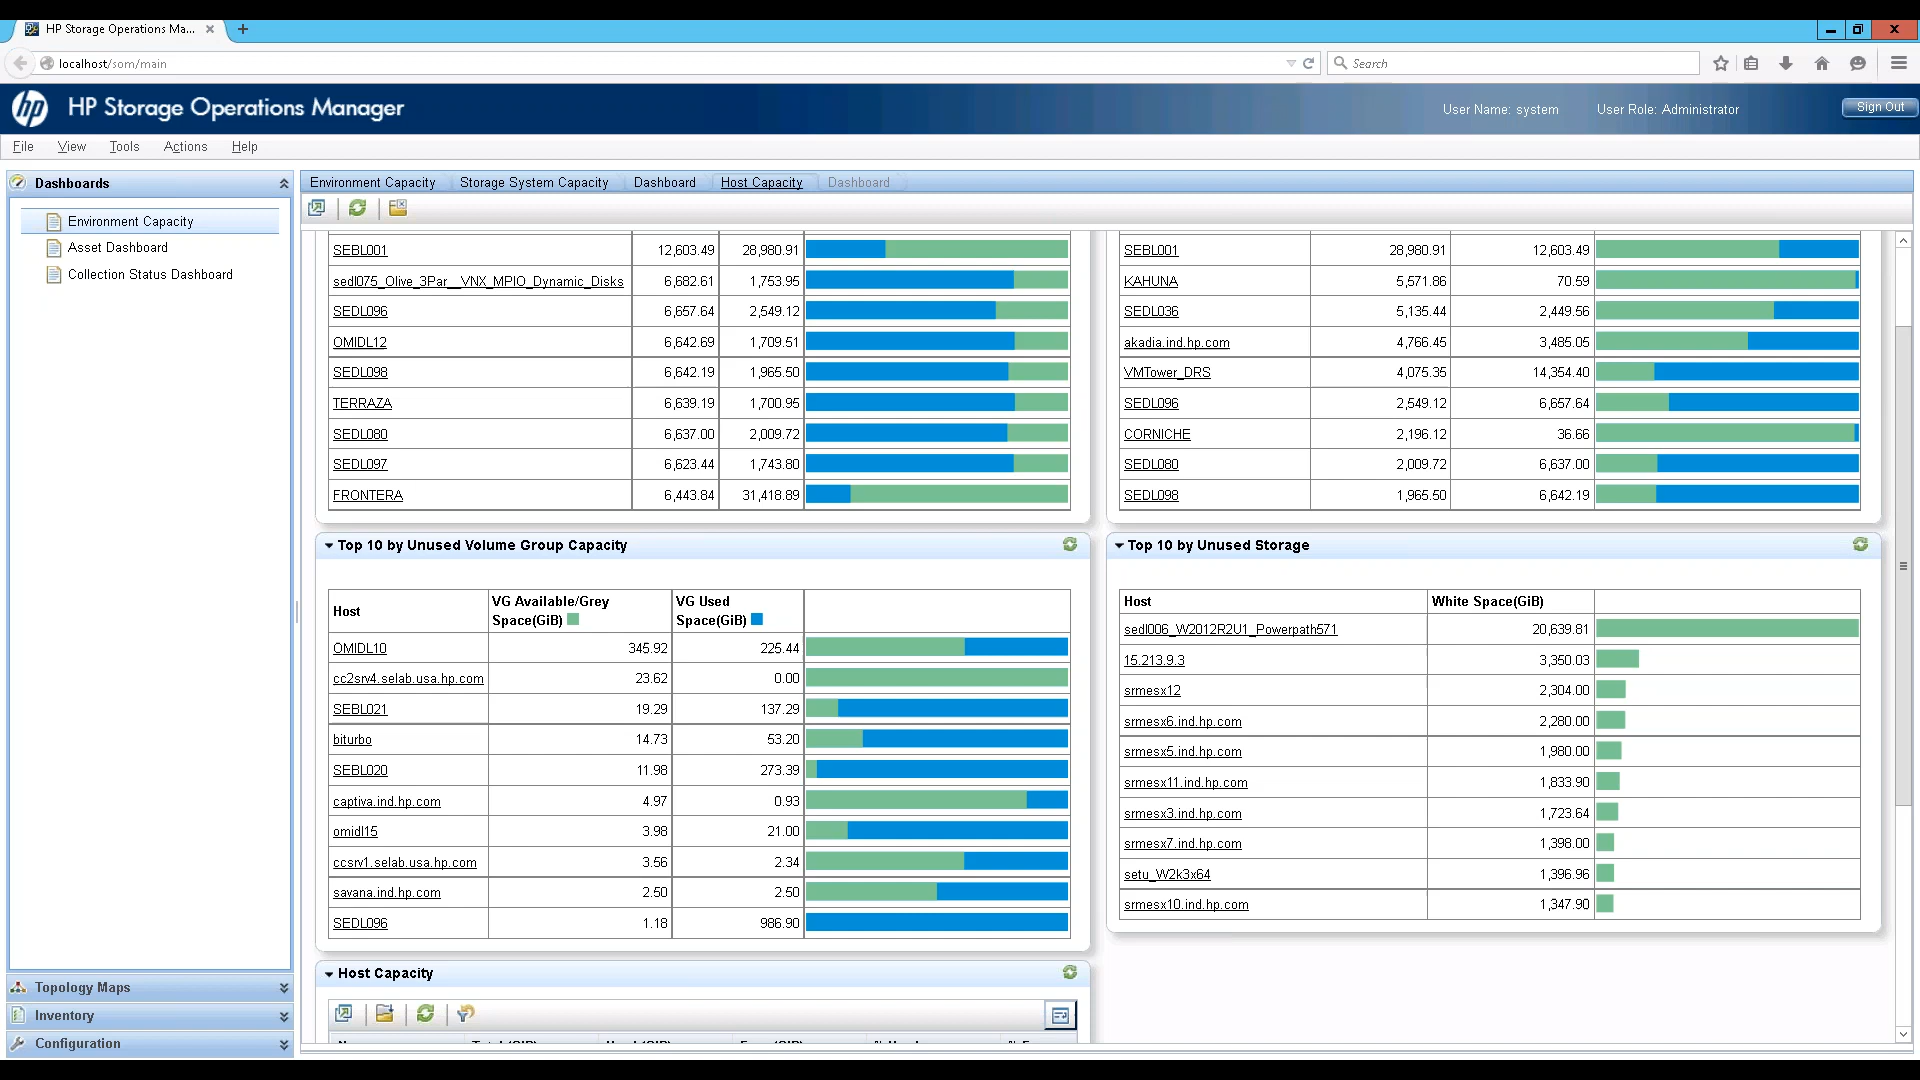 HP Storage Operations Ma...
localhost/som/main
Search
hp
HP Storage Operations Manager
User Name: system
User Role: Administrator
Sign Out
File View Tools Actions Help
Dashboards
Environment Capacity
Asset Dashboard
Collection Status Dashboard
Topology Maps
Inventory
Configuration
Environment Capacity Storage System Capacity Dashboard Host Capacity Dashboard
SEBL001 12,603.49 28,980.91
sedl075_Olive_3Par__VNX_MPIO_Dynamic_Disks 6,682.61 1,753.95
SEDL096 6,657.64 2,549.12
OMIDL12 6,642.69 1,709.51
SEDL098 6,642.19 1,965.50
TERRAZA 6,639.19 1,700.95
SEDL080 6,637.00 2,009.72
SEDL097 6,623.44 1,743.80
FRONTERA 6,443.84 31,418.89
SEBL001 28,980.91 12,603.49
KAHUNA 5,571.86 70.59
SEDL036 5,135.44 2,449.56
akadia.ind.hp.com 4,766.45 3,485.05
VMTower_DRS 4,075.35 14,354.40
SEDL096 2,549.12 6,657.64
CORNICHE 2,196.12 36.66
SEDL080 2,009.72 6,637.00
SEDL098 1,965.50 6,642.19
Top 10 by Unused Volume Group Capacity
Host VG Available/Grey Space(GiB) VG Used Space(GiB)
OMIDL10 345.92 225.44
cc2srv4.selab.usa.hp.com 23.62 0.00
SEBL021 19.29 137.29
biturbo 14.73 53.20
SEBL020 11.98 273.39
captiva.ind.hp.com 4.97 0.93
omidl15 3.98 21.00
ccsrv1.selab.usa.hp.com 3.56 2.34
savana.ind.hp.com 2.50 2.50
SEDL096 1.18 986.90
Top 10 by Unused Storage
Host White Space(GiB)
sedl006_W2012R2U1_Powerpath571 20,639.81
15.213.9.3 3,350.03
srmesx12 2,304.00
srmesx6.ind.hp.com 2,280.00
srmesx5.ind.hp.com 1,980.00
srmesx11.ind.hp.com 1,833.90
srmesx3.ind.hp.com 1,723.64
srmesx7.ind.hp.com 1,398.00
setu_W2k3x64 1,396.96
srmesx10.ind.hp.com 1,347.90
Host Capacity